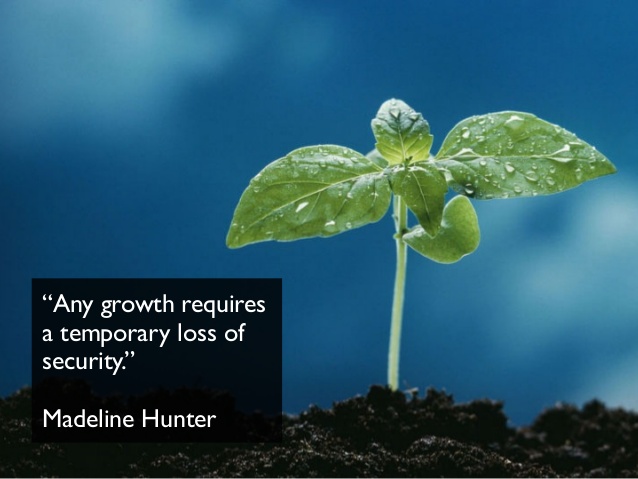 “Any growth requires
a temporary loss of
security.”
Madeline Hunter